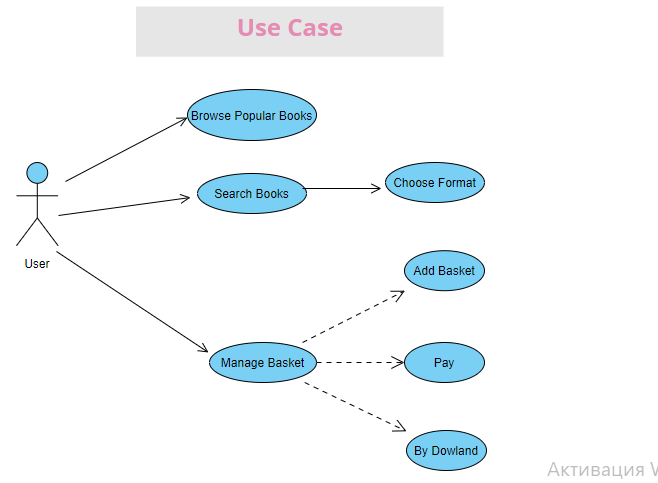 Use Case
Browse Popular Books
Search Books
Choose Format
User
Add Basket
Manage Basket
Pay
By Dowland
Активация